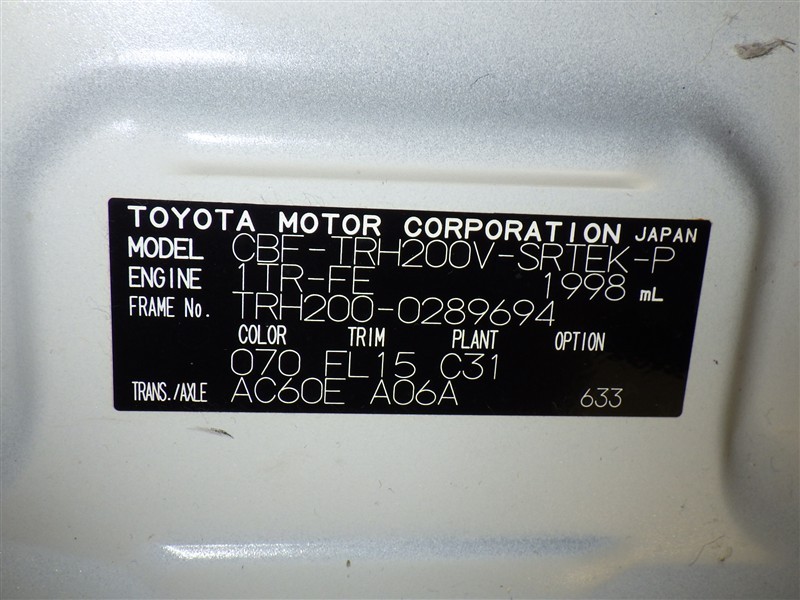 TOYOTA MOTOR CORPORATION JAPAN
MODEL CBF-TRH200V-SRTEK-P
ENGINE 1TR-FE 1998 mL
FRAME No. TRH200-0289694
COLOR TRIM PLANT OPTION
070 FL15 C31
TRANS./AXLE AC60E A06A 633